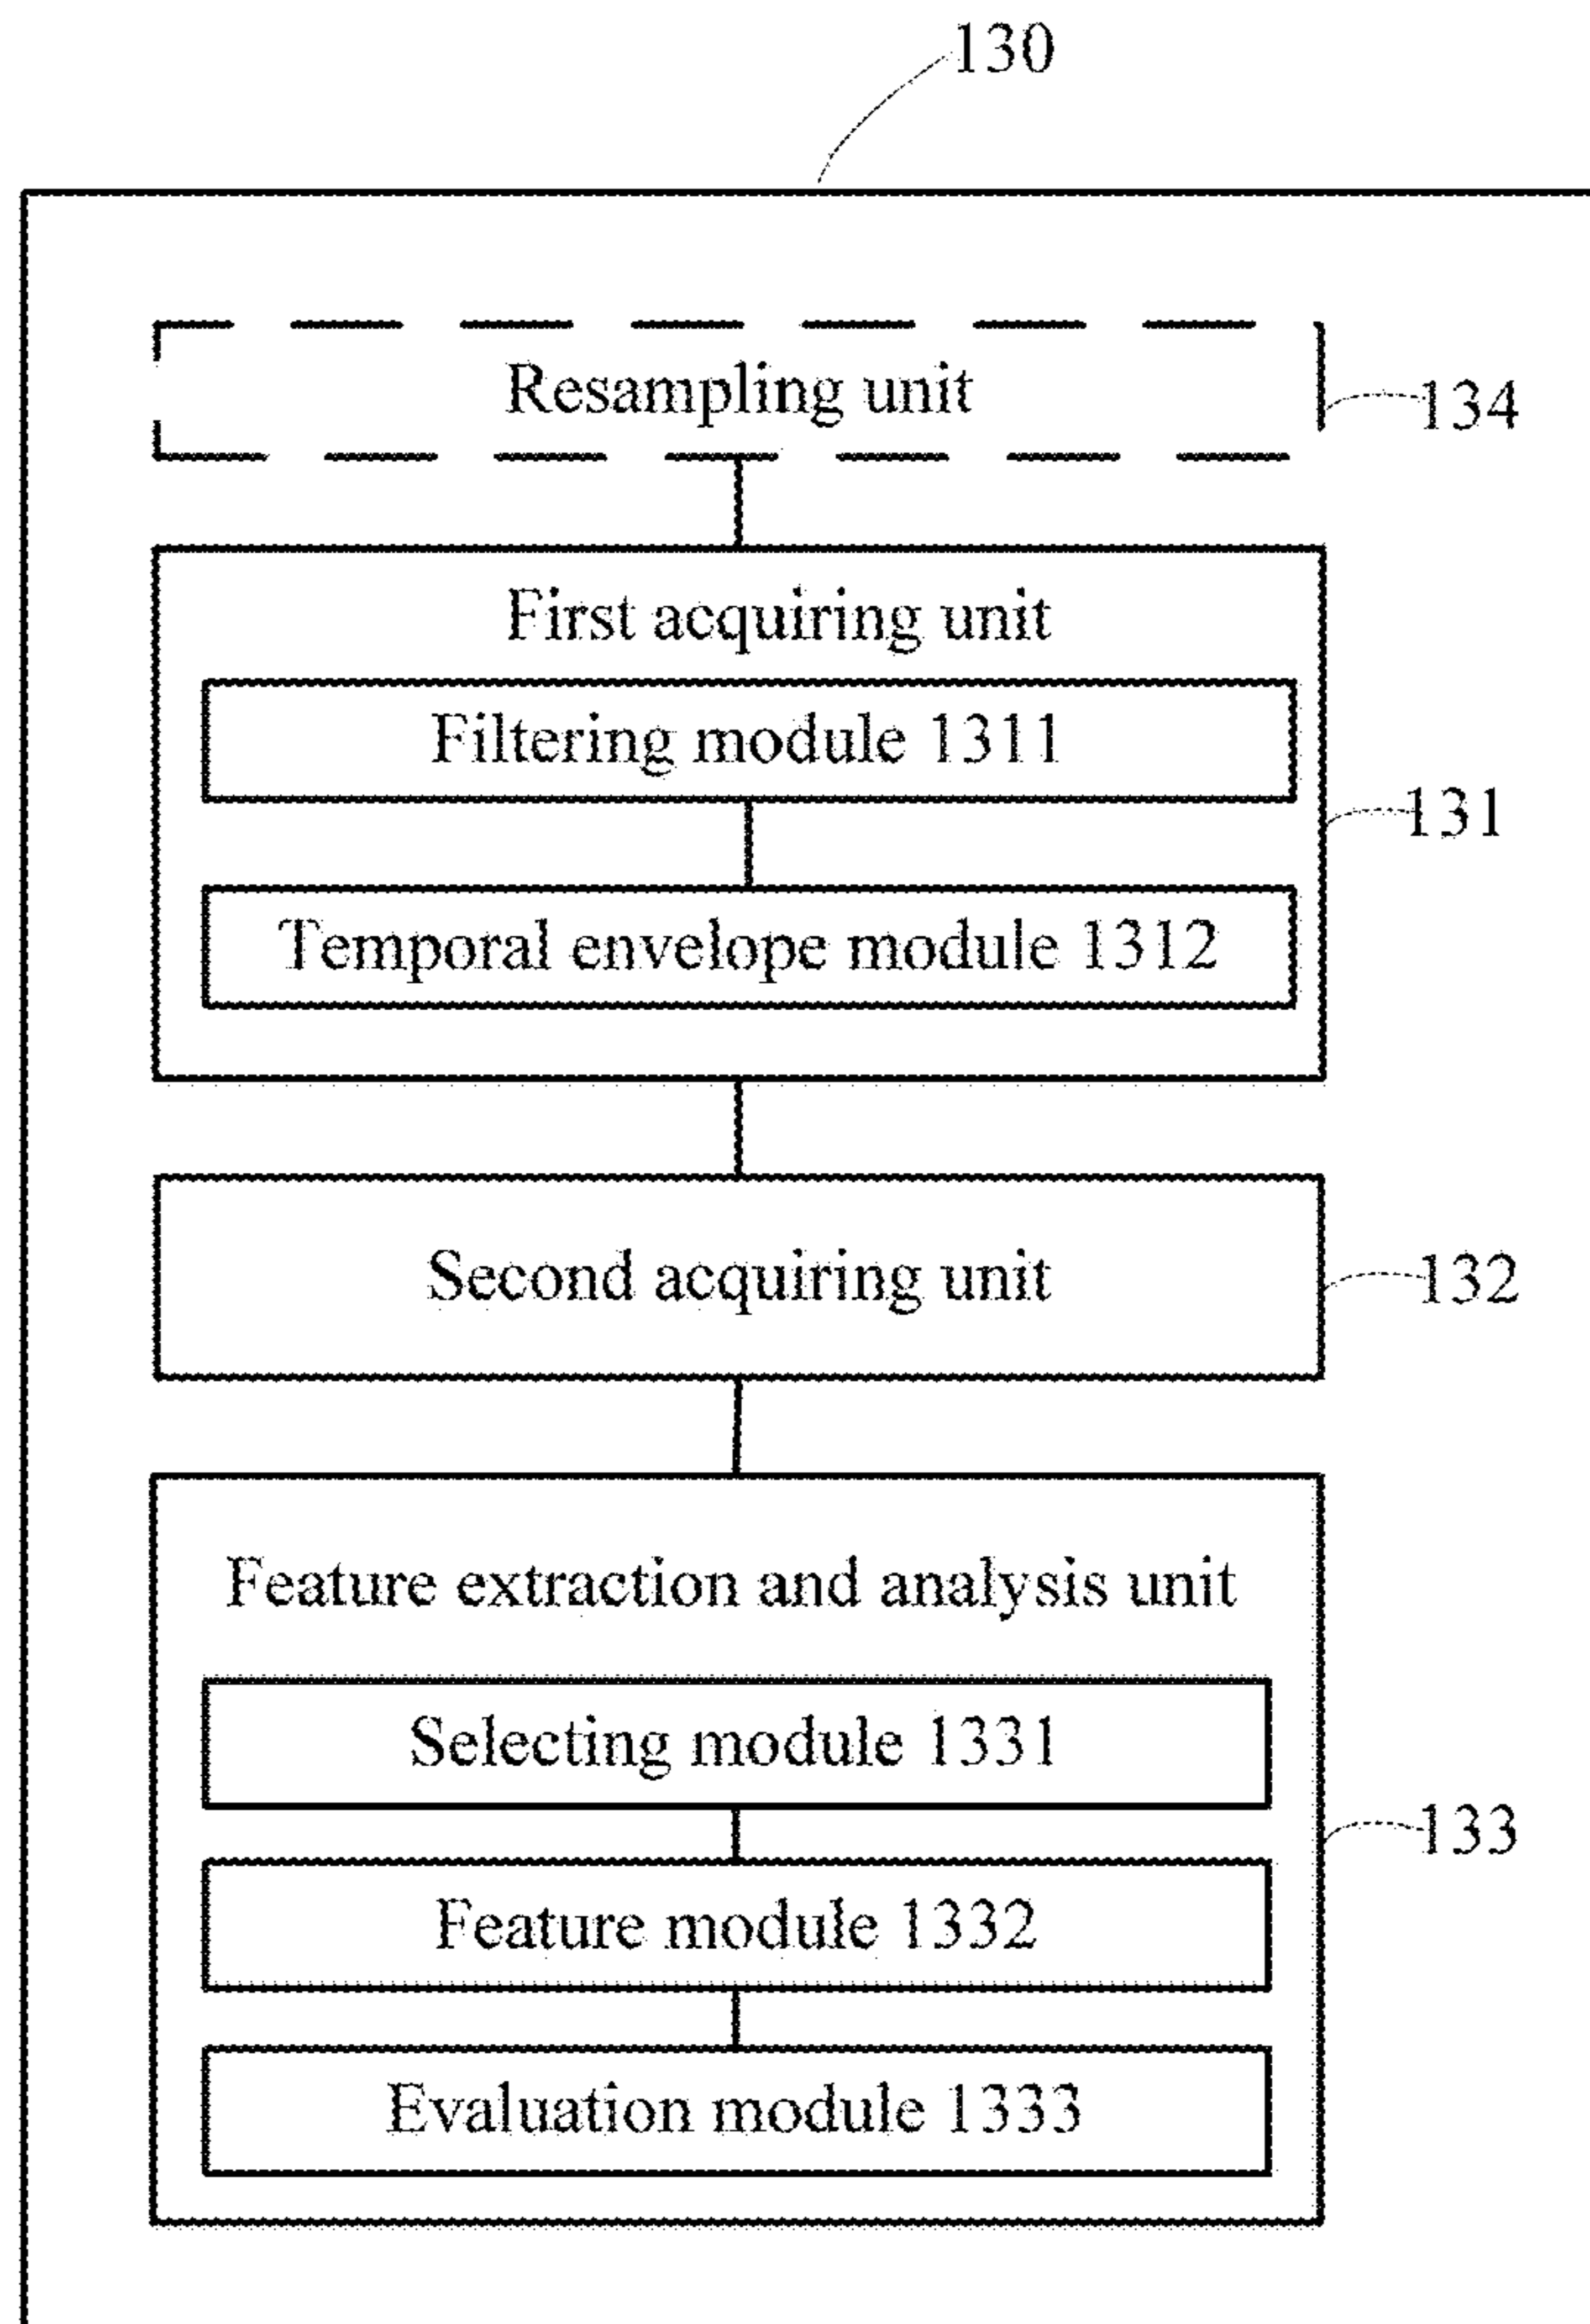 130
Resampling unit
134
First acquiring unit
Filtering module 1311
131
Temporal envelope module 1312
Second acquiring unit
132
Feature extraction and analysis unit
Selecting module 1331
133
Feature module 1332
Evaluation module 1333